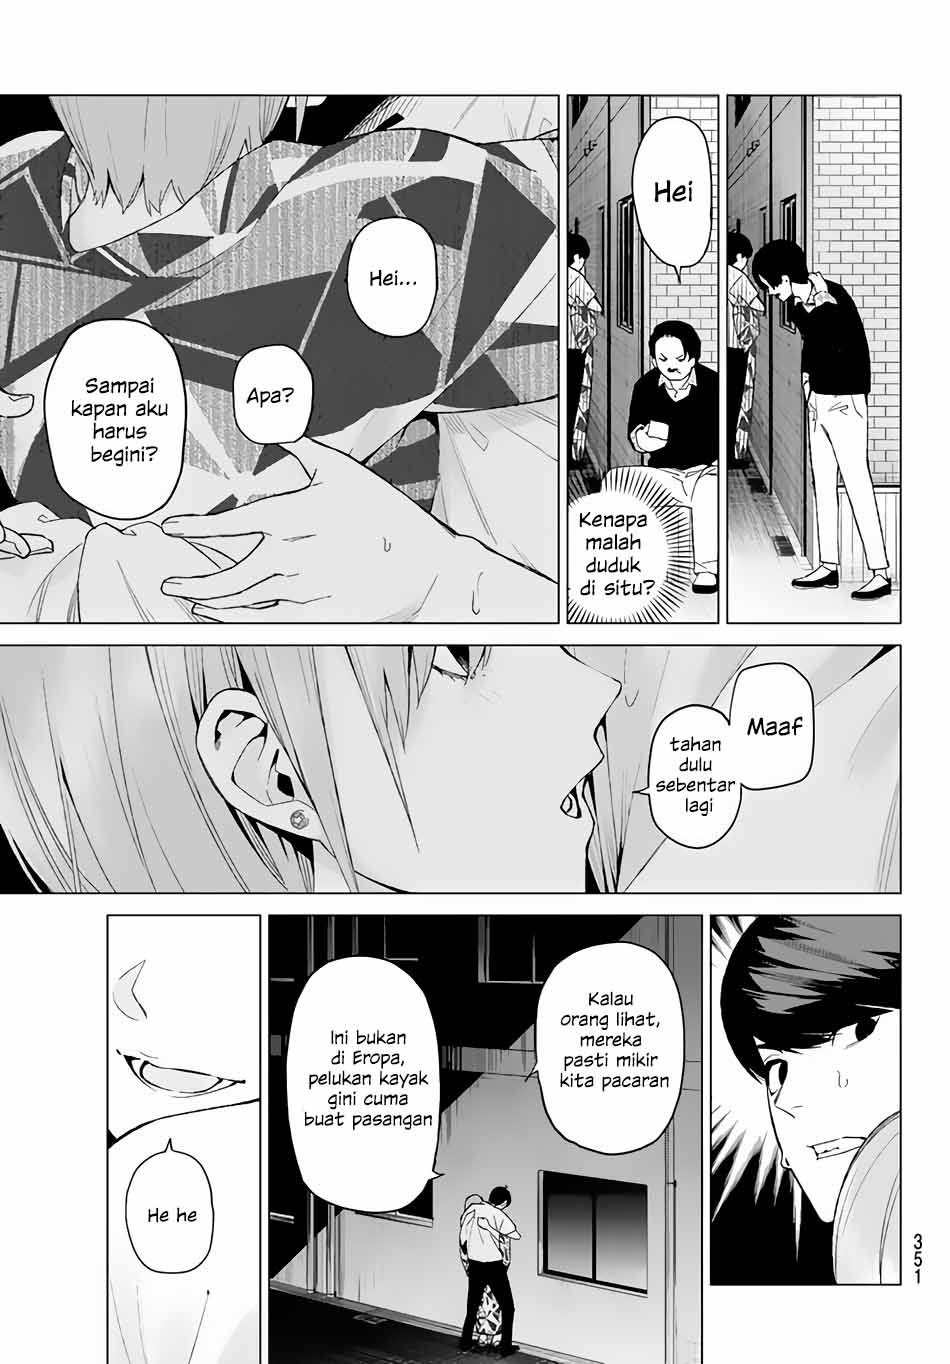 Hei
Kenapa
malah
duduk
di situ?
Hei...
Apa?
Sampai
kapan aku
harus
begini?
Maaf
tahan
dulu
sebentar
lagi
Kalau
orang lihat,
mereka
pasti mikir
kita pacaran
Ini bukan
di Eropa,
pelukan kayak
gini cuma
buat pasangan
He he
351